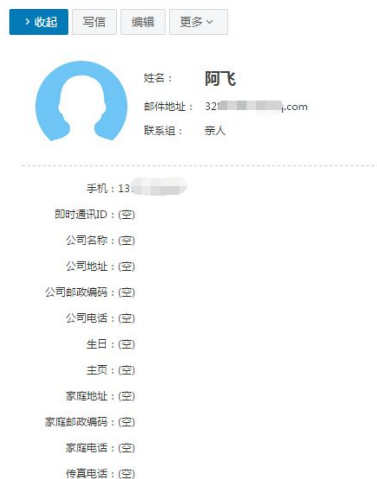 收起 写信 编辑 更多
姓名： 阿飞
邮件地址： 32 .com
联系组： 亲人
手机：13
即时通讯ID：(空)
公司名称：(空)
公司地址：(空)
公司邮政编码：(空)
公司电话：(空)
生日：(空)
主页：(空)
家庭地址：(空)
家庭邮政编码：(空)
家庭电话：(空)
传真电话：(空)